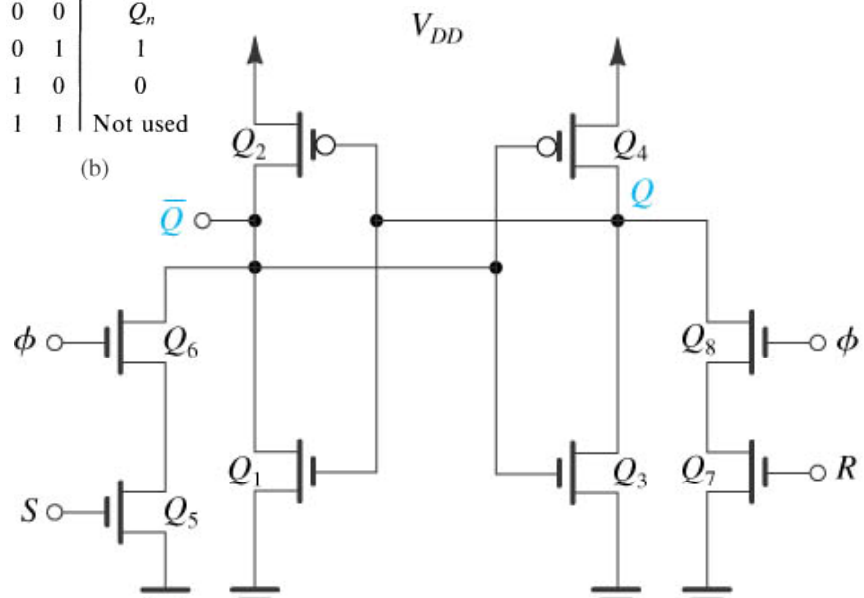 0 0 Qₙ
0 1 1
1 0 0
1 1 Not used
(b)
V_DD
Q₂
Q₄
Q̅
Q
ϕ
Q₆
Q₈
ϕ
S
Q₅
Q₁
Q₃
Q₇
R